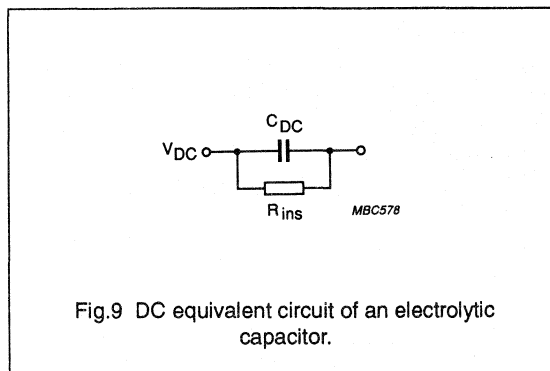 C DC
V DC
R ins
MBC578
Fig.9 DC equivalent circuit of an electrolytic
capacitor.